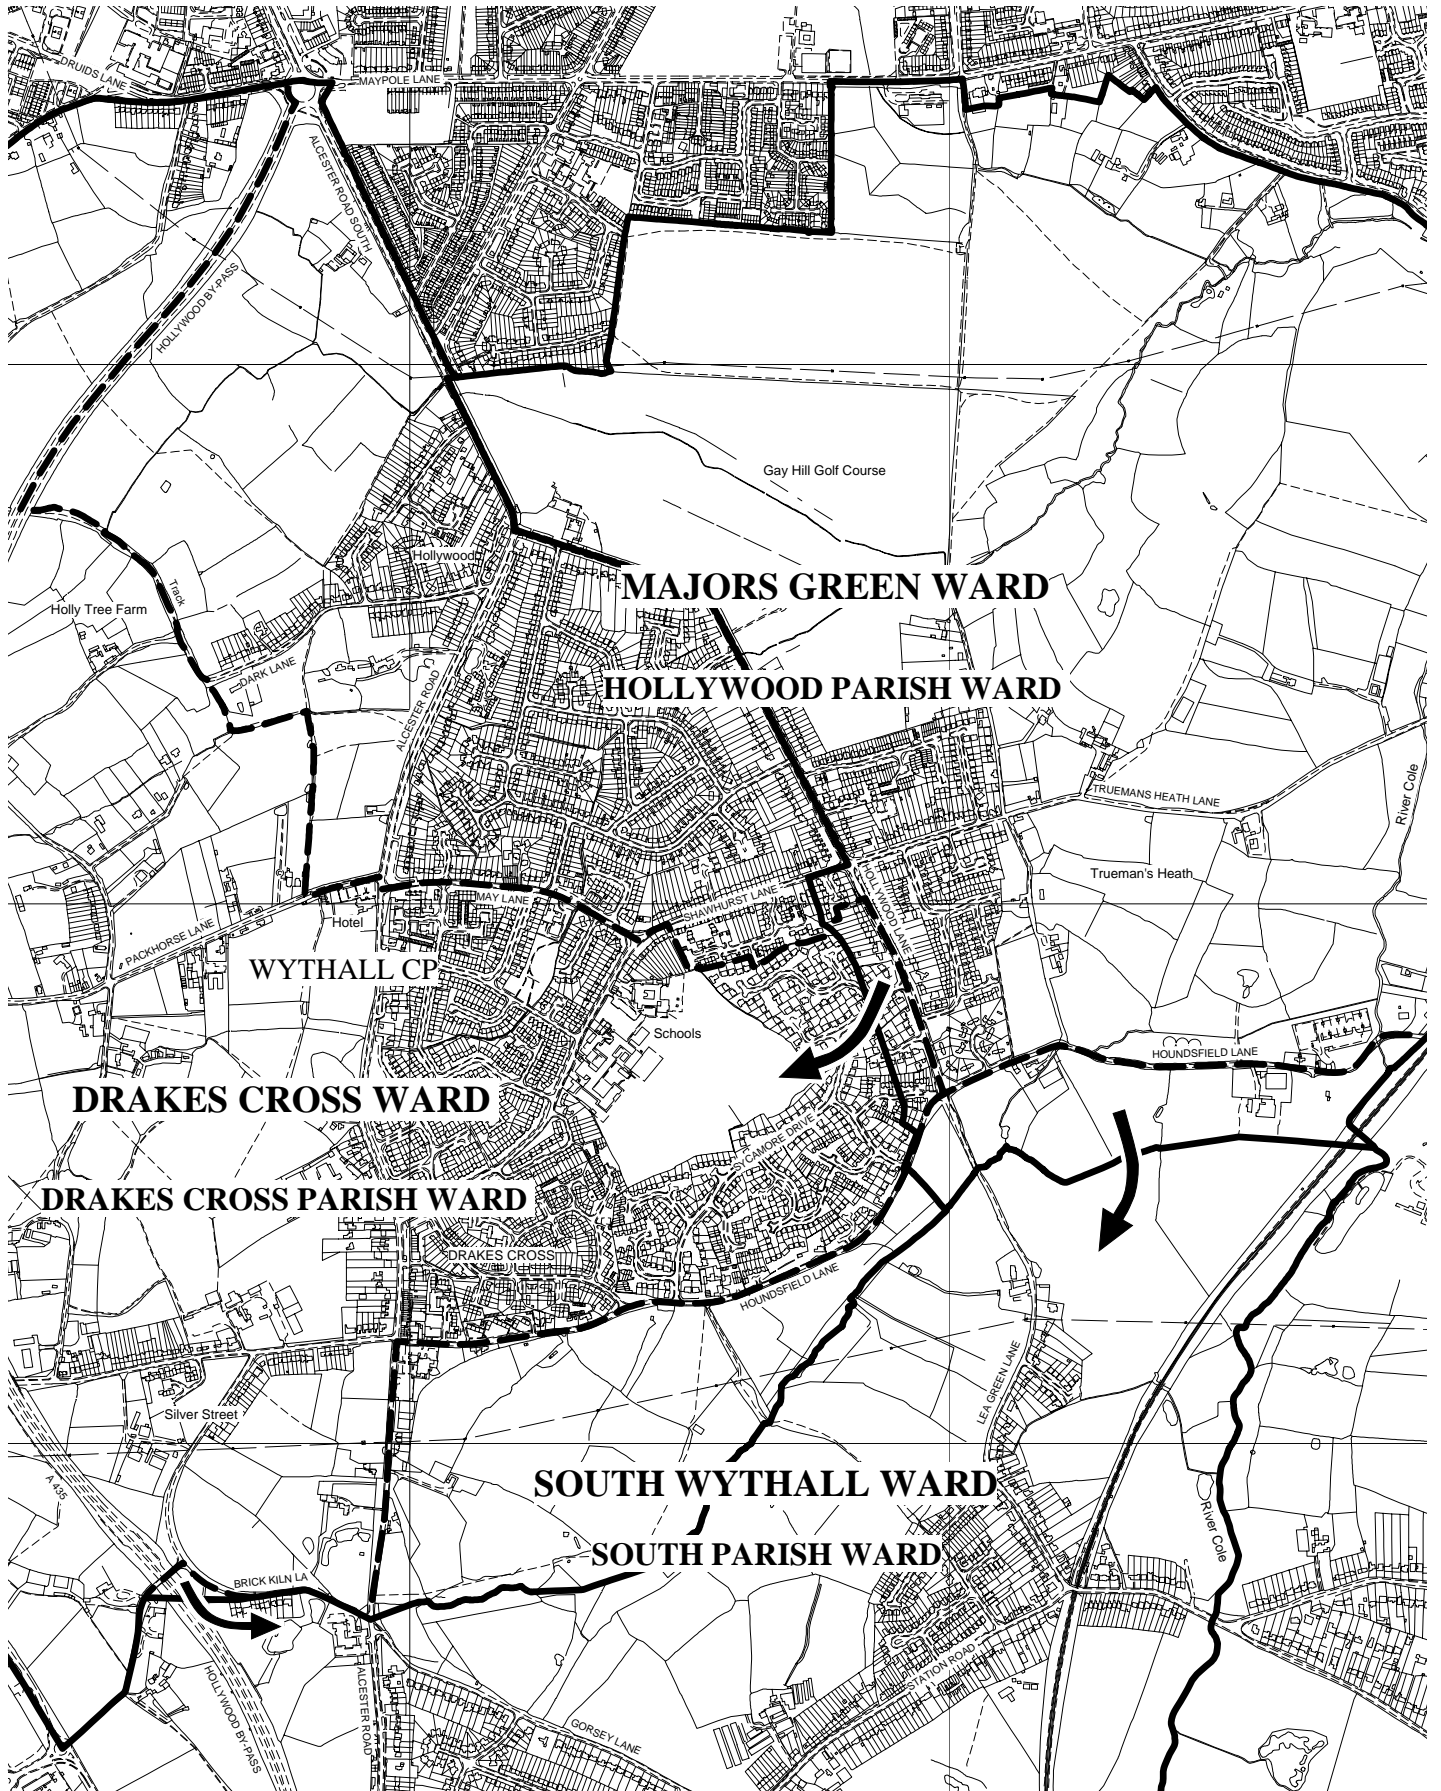 DRUIDS LANE
MAYPOLE LANE
ALCESTER ROAD SOUTH
HOLLYWOOD BY-PASS
Gay Hill Golf Course
Hollywood
MAJORS GREEN WARD
Track
Holly Tree Farm
DARK LANE
HOLLYWOOD PARISH WARD
ALCESTER ROAD
TRUEMANS HEATH LANE
River Cole
Trueman's Heath
HOLLYWOOD LANE
SHAWHURST LANE
MAY LANE
Hotel
PACKHORSE LANE
WYTHALL CP
Schools
HOUNDSFIELD LANE
DRAKES CROSS WARD
SYCAMORE DRIVE
DRAKES CROSS PARISH WARD
DRAKES CROSS
HOUNDSFIELD LANE
LEA GREEN LANE
Silver Street
A 435
SOUTH WYTHALL WARD
River Cole
SOUTH PARISH WARD
BRICK KILN LA
STATION ROAD
HOLLYWOOD BY-PASS
ALCESTER ROAD
GORSEY LANE